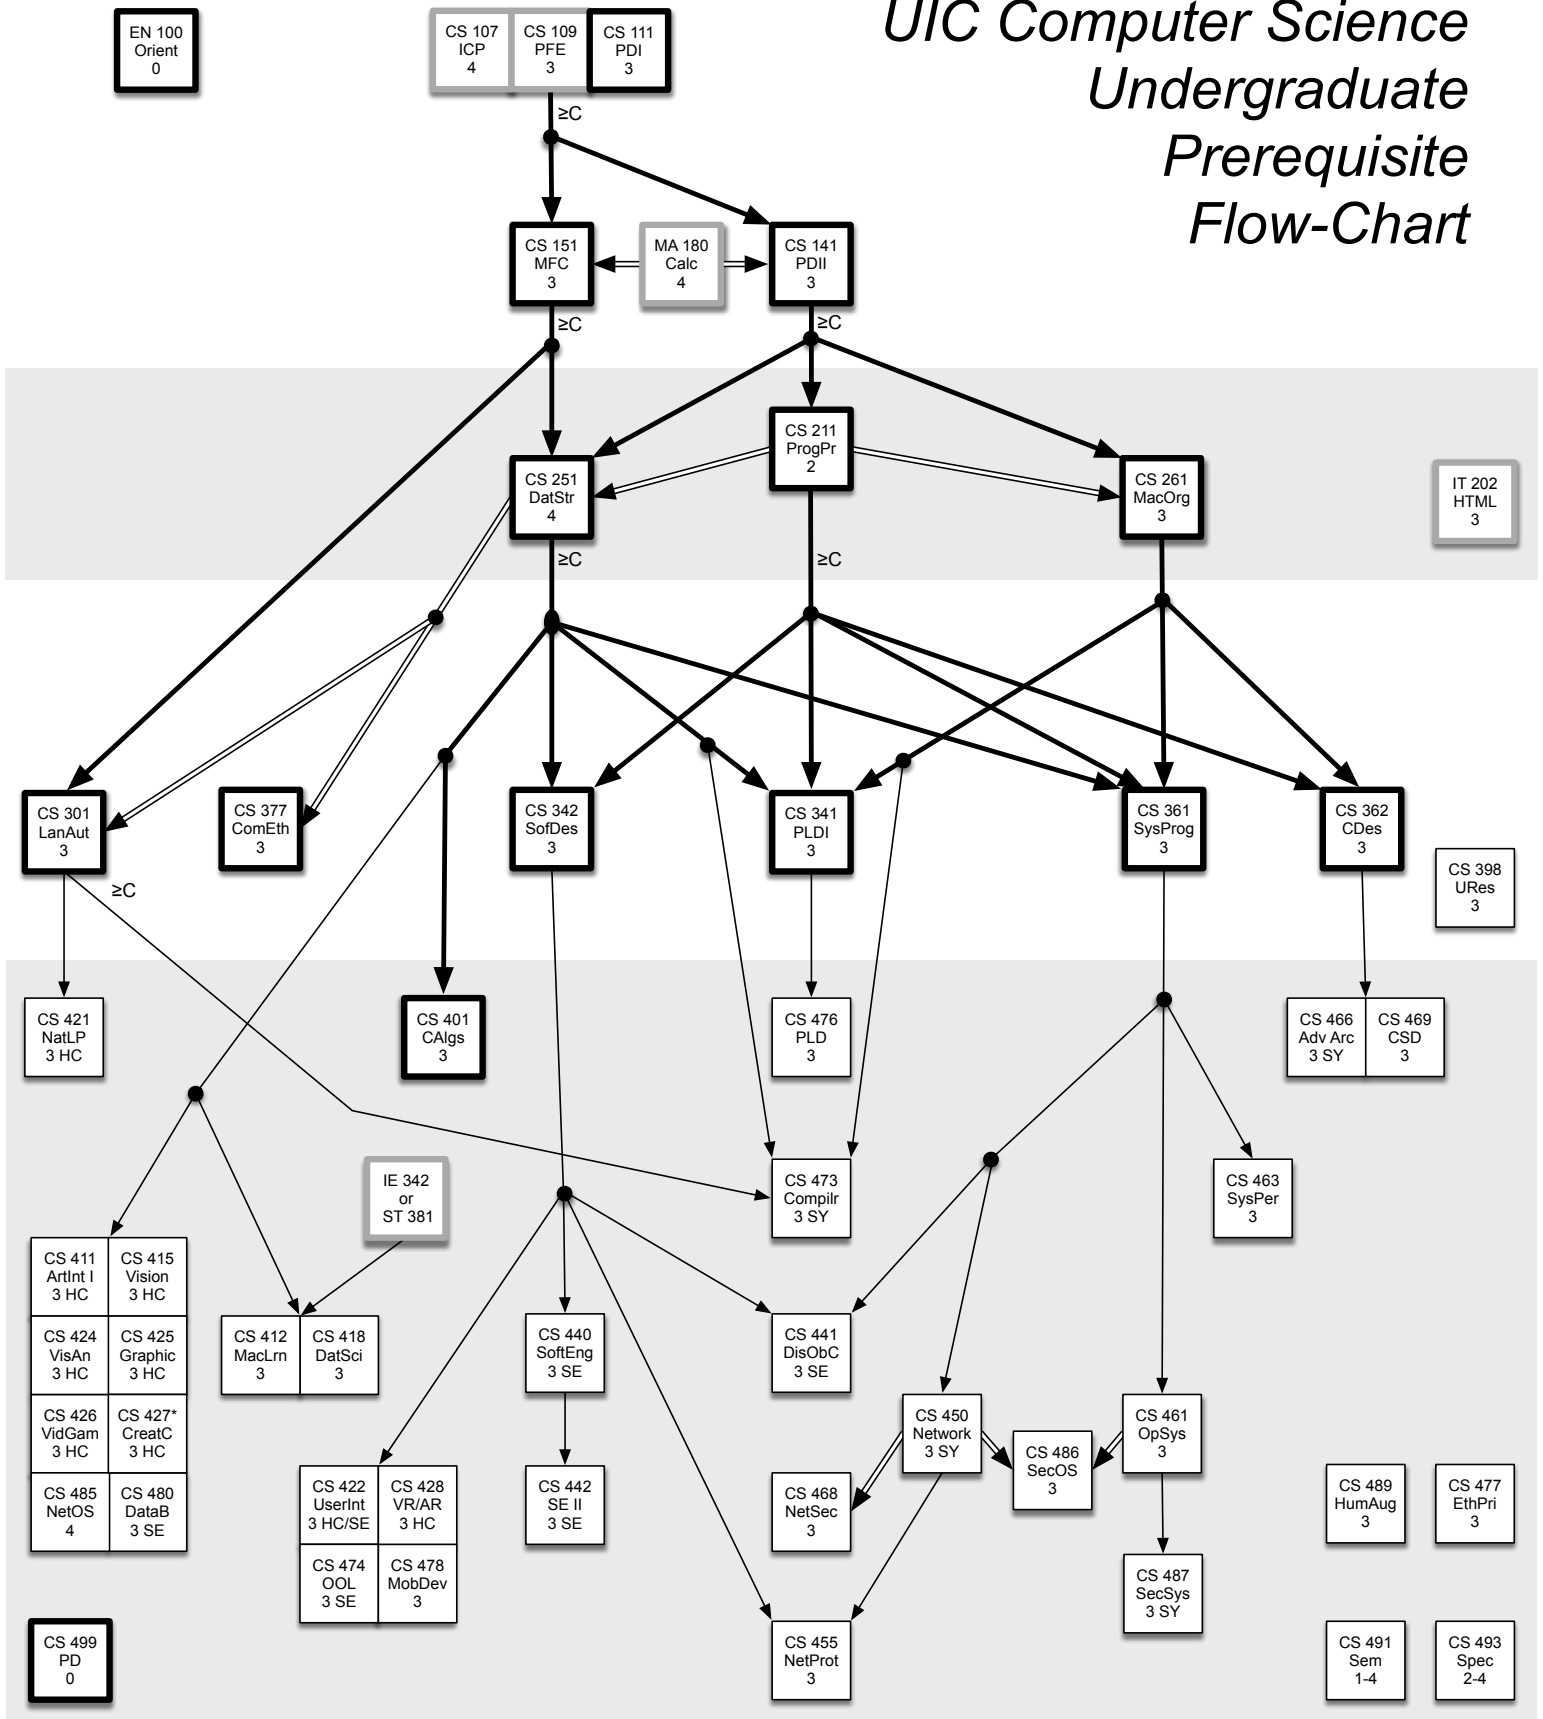 UIC Computer Science
Undergraduate
Prerequisite
Flow-Chart
EN 100
Orient
0
CS 107
ICP
4
CS 109
PFE
3
CS 111
PDI
3
≥C
CS 151
MFC
3
MA 180
Calc
4
CS 141
PDII
3
≥C
≥C
CS 211
ProgPr
2
CS 251
DatStr
4
CS 261
MacOrg
3
IT 202
HTML
3
≥C
≥C
CS 301
LanAut
3
CS 377
ComEth
3
CS 342
SofDes
3
CS 341
PLDI
3
CS 361
SysProg
3
CS 362
CDes
3
CS 398
URes
3
≥C
CS 421
NatLP
3 HC
CS 401
CAlgs
3
CS 476
PLD
3
CS 466
Adv Arc
3 SY
CS 469
CSD
3
IE 342
or
ST 381
CS 473
Compilr
3 SY
CS 463
SysPer
3
CS 411
ArtInt I
3 HC
CS 415
Vision
3 HC
CS 424
VisAn
3 HC
CS 425
Graphic
3 HC
CS 426
VidGam
3 HC
CS 427*
CreatC
3 HC
CS 485
NetOS
4
CS 480
DataB
3 SE
CS 412
MacLrn
3
CS 418
DatSci
3
CS 440
SoftEng
3 SE
CS 441
DisObC
3 SE
CS 450
Network
3 SY
CS 486
SecOS
3
CS 461
OpSys
3
CS 422
UserInt
3 HC/SE
CS 428
VR/AR
3 HC
CS 474
OOL
3 SE
CS 478
MobDev
3
CS 442
SE II
3 SE
CS 468
NetSec
3
CS 489
HumAug
3
CS 477
EthPri
3
CS 487
SecSys
3 SY
CS 499
PD
0
CS 455
NetProt
3
CS 491
Sem
1-4
CS 493
Spec
2-4